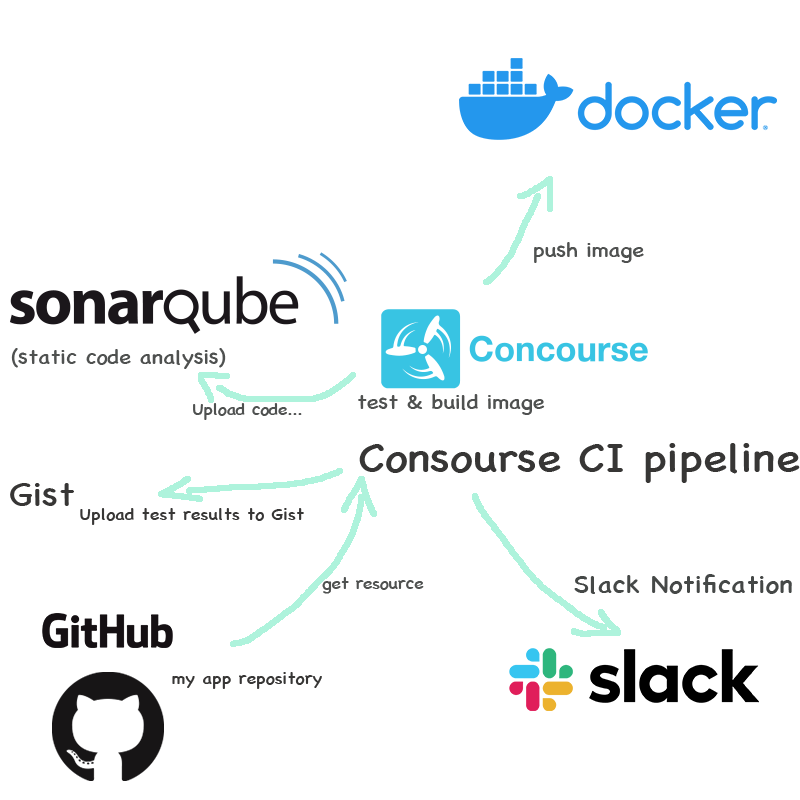 docker
push image
sonarqube
(static code analysis)
Concourse
test & build image
Upload code...
Consourse CI pipeline
Gist
Upload test results to Gist
get resource
Slack Notification
GitHub
my app repository
slack